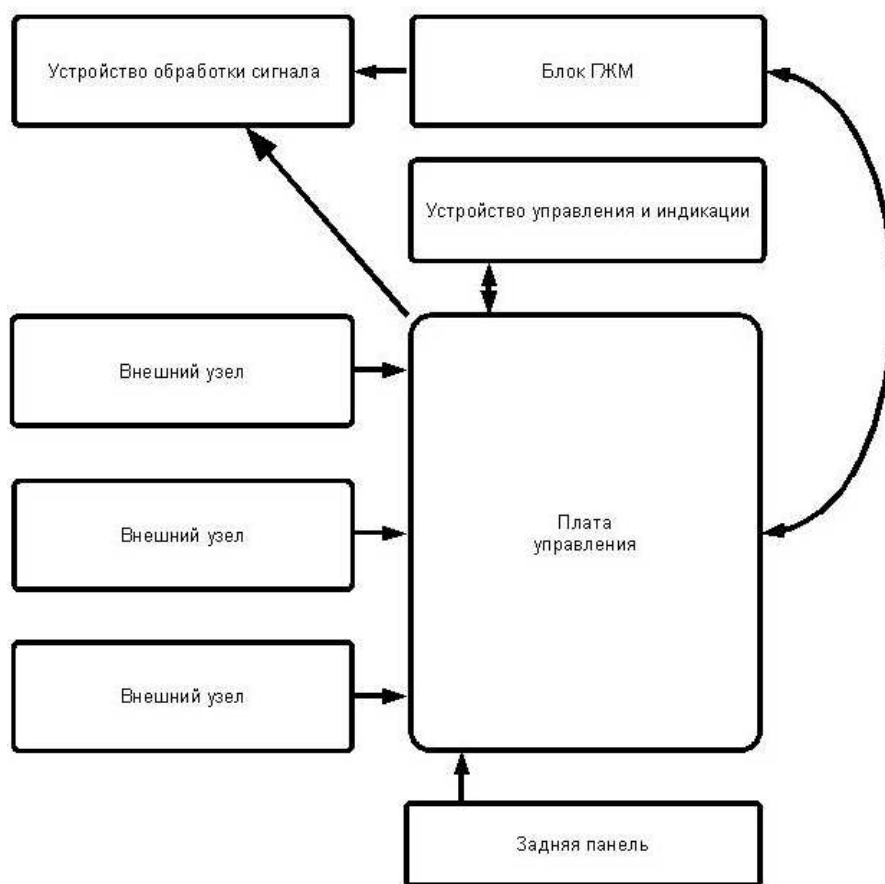 Устройство обработки сигнала
Блок ГЖМ
Устройство управления и индикации
Внешний узел
Внешний узел
Плата
управления
Внешний узел
Задняя панель